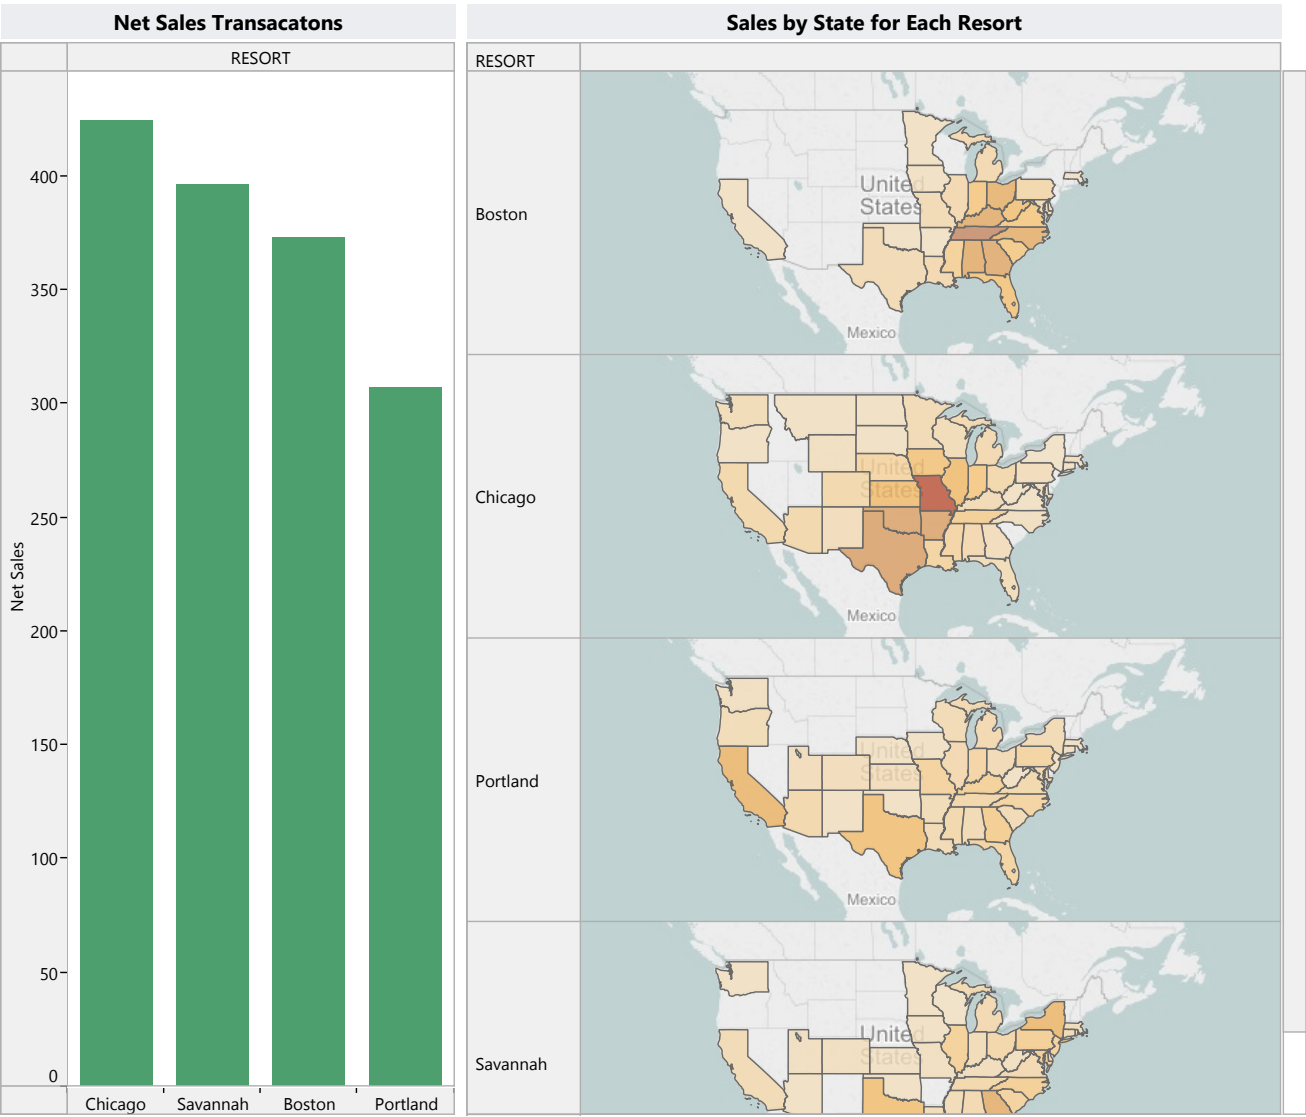 Net Sales Transacatons
RESORT
Net Sales
400
350
300
250
200
150
100
50
0
Chicago Savannah Boston Portland
Sales by State for Each Resort
RESORT
Boston
United
States
Mexico
Chicago
United
States
Mexico
Portland
United
States
Mexico
Savannah
United
States